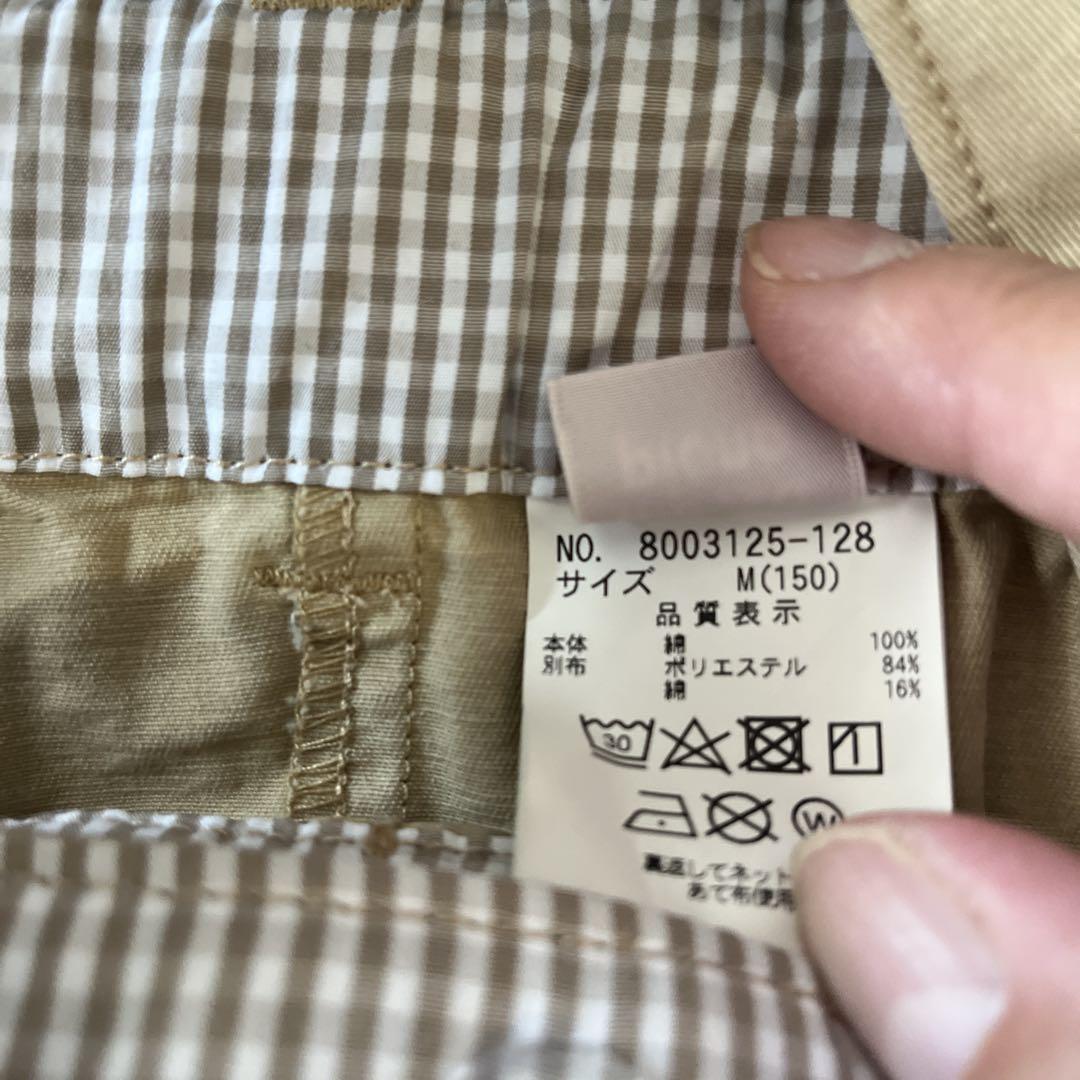 NO. 8003125-128
サイズ M(150)
品質表示
本体 綿 100%
別布 ポリエステル 84%
綿 16%
30
W
裏返してネット
あて布使用